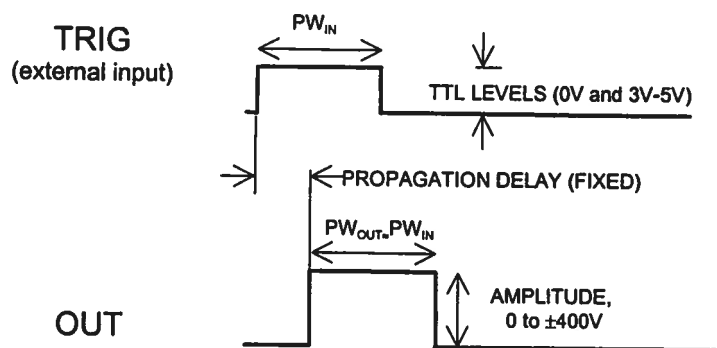 TRIG
(external input)
PW_IN
TTL LEVELS (0V and 3V-5V)
PROPAGATION DELAY (FIXED)
PW_OUT≈PW_IN
AMPLITUDE,
0 to ±400V
OUT